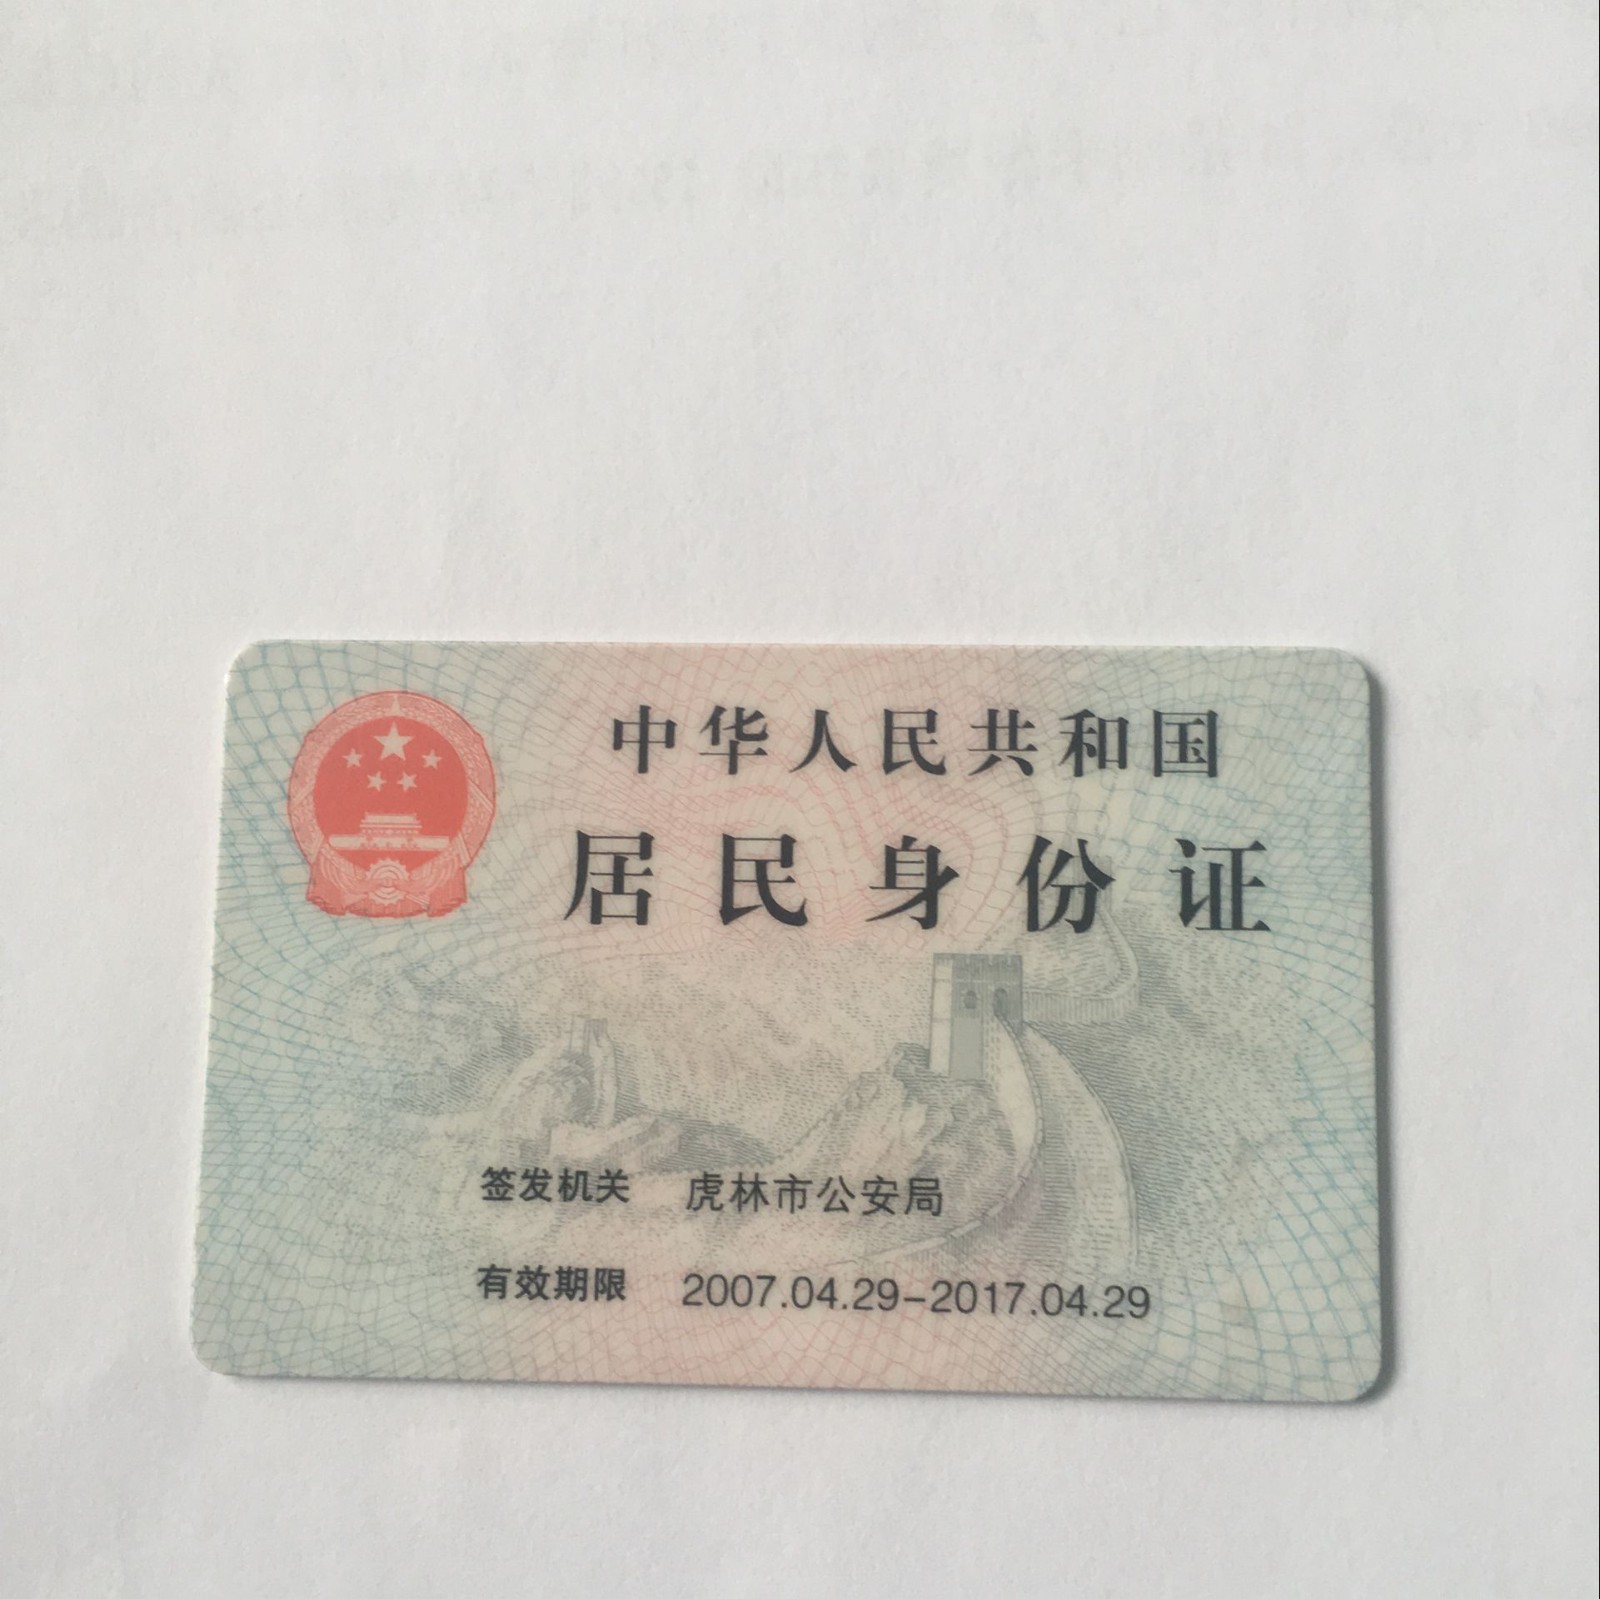 中华人民共和国
居民身份证
签发机关 虎林市公安局
有效期限 2007.04.29-2017.04.29